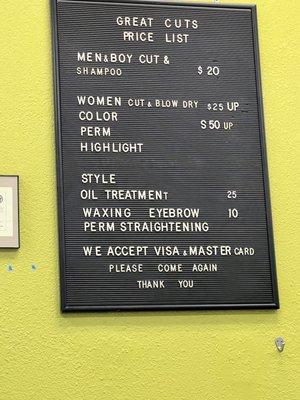 GREAT CUTS
PRICE LIST
MEN & BOY CUT &
SHAMPOO $ 20
WOMEN CUT & BLOW DRY $25 UP
COLOR $50 UP
PERM
HIGHLIGHT
STYLE
OIL TREATMENT 25
WAXING EYEBROW 10
PERM STRAIGHTENING
WE ACCEPT VISA & MASTER CARD
PLEASE COME AGAIN
THANK YOU